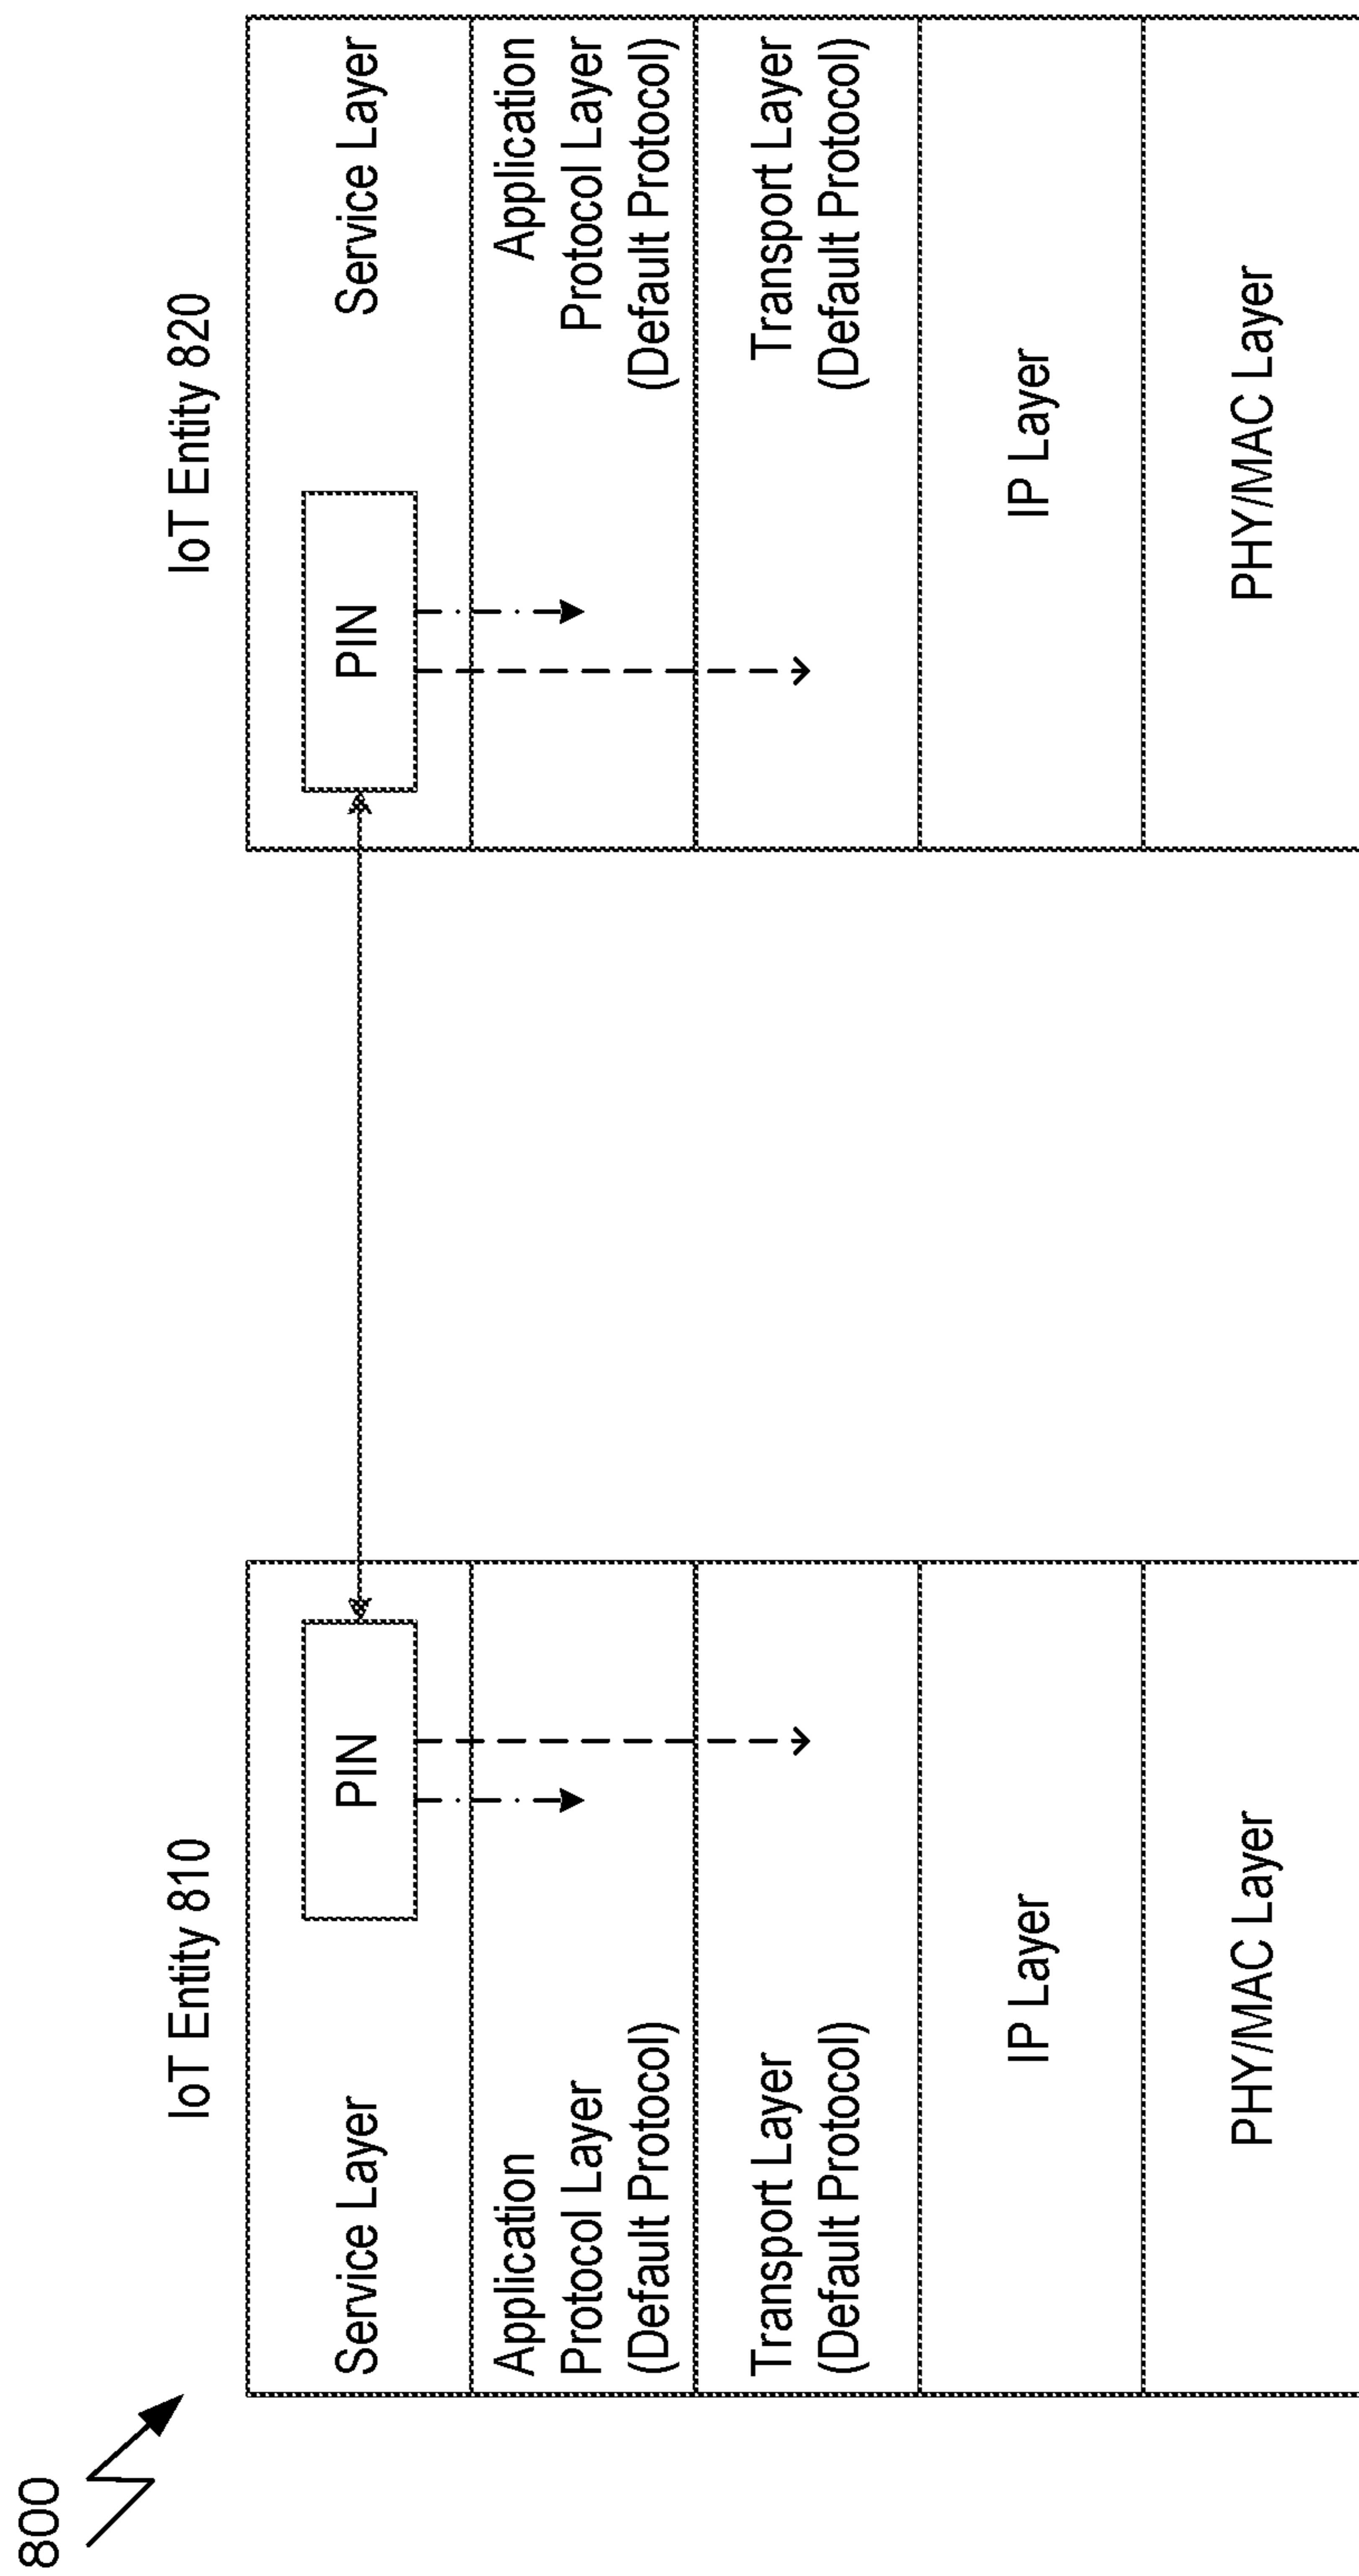 800
IoT Entity 810
Service Layer
PIN
Application
Protocol Layer
(Default Protocol)
Transport Layer
(Default Protocol)
IP Layer
PHY/MAC Layer
IoT Entity 820
PIN
Service Layer
Application
Protocol Layer
(Default Protocol)
Transport Layer
(Default Protocol)
IP Layer
PHY/MAC Layer